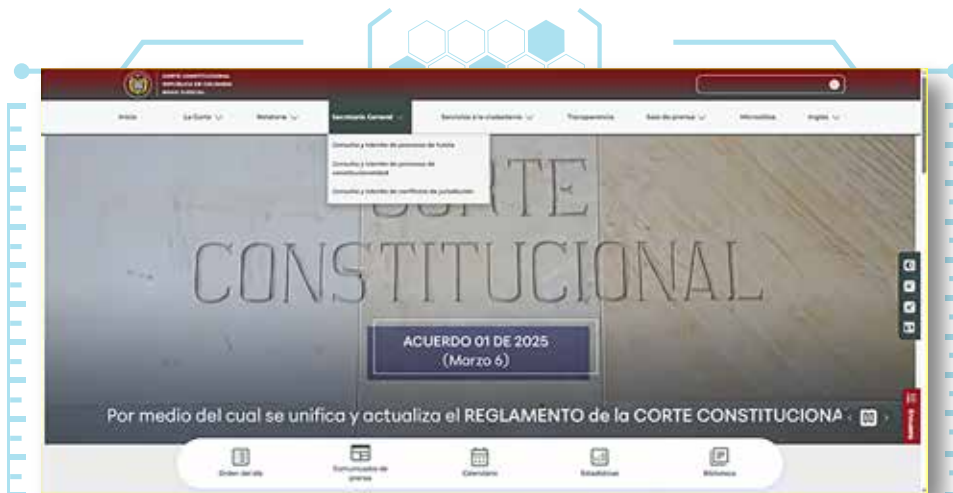 CORTE CONSTITUCIONAL
REPÚBLICA DE COLOMBIA
Inicio
La Corte
Relatoría
Secretaría General
Servicios a la ciudadanía
Transparencia
Sala de prensa
Micrositios
Inglés
Consulta y trámite de procesos de tutela
Consulta y trámite de procesos de
constitucionalidad
Consulta y trámite de conflictos de jurisdicción
CORTE
CONSTITUCIONAL
ACUERDO 01 DE 2025
(Marzo 6)
Por medio del cual se unifica y actualiza el REGLAMENTO de la CORTE CONSTITUCIONA
Orden del día
Comunicados de
prensa
Calendario
Estadísticas
Biblioteca